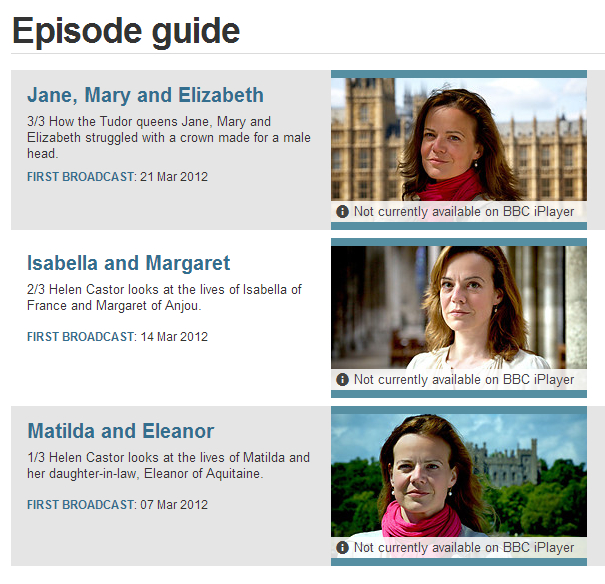 Episode guide
Jane, Mary and Elizabeth
3/3 How the Tudor queens Jane, Mary and
Elizabeth struggled with a crown made for a male
head.
FIRST BROADCAST: 21 Mar 2012
Not currently available on BBC iPlayer
Isabella and Margaret
2/3 Helen Castor looks at the lives of Isabella of
France and Margaret of Anjou.
FIRST BROADCAST: 14 Mar 2012
Not currently available on BBC iPlayer
Matilda and Eleanor
1/3 Helen Castor looks at the lives of Matilda and
her daughter-in-law, Eleanor of Aquitaine.
FIRST BROADCAST: 07 Mar 2012
Not currently available on BBC iPlayer